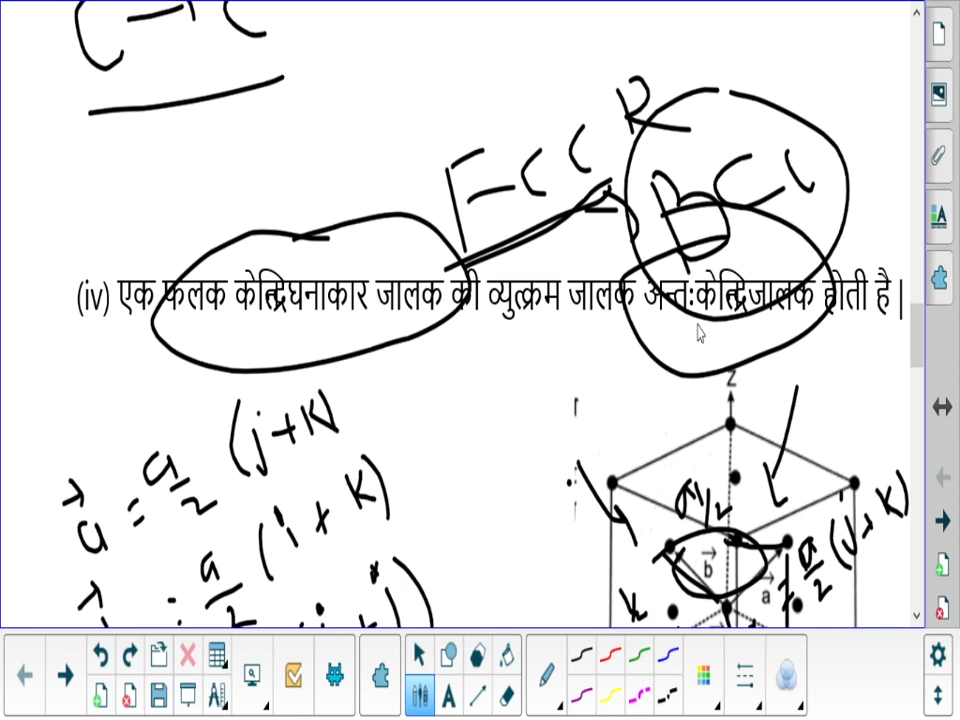 C-C
FCC R BCC
(iv) एक फलक केन्द्रिघनाकार जालक की व्युत्क्रम जालक अन्तःकेन्द्रिजालक होती है |
a = a/2 (j+k)
a/2 (i+k)
z
a/2
a/2 (j+k)
b
a